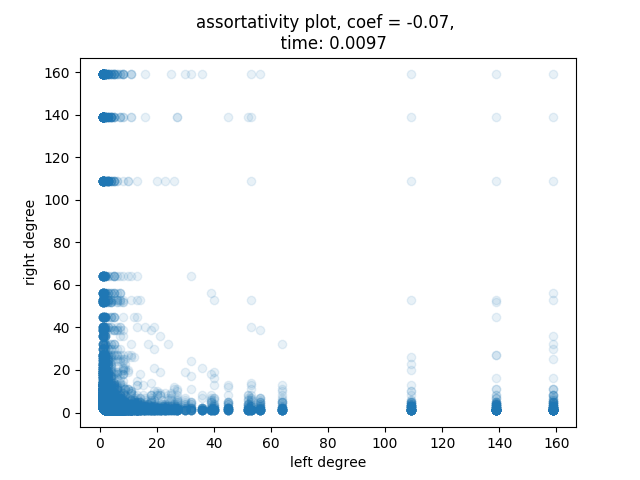 assortativity plot, coef = -0.07,
time: 0.0097
160
140
120
100
80
60
40
20
0
right degree
0 20 40 60 80 100 120 140 160
left degree